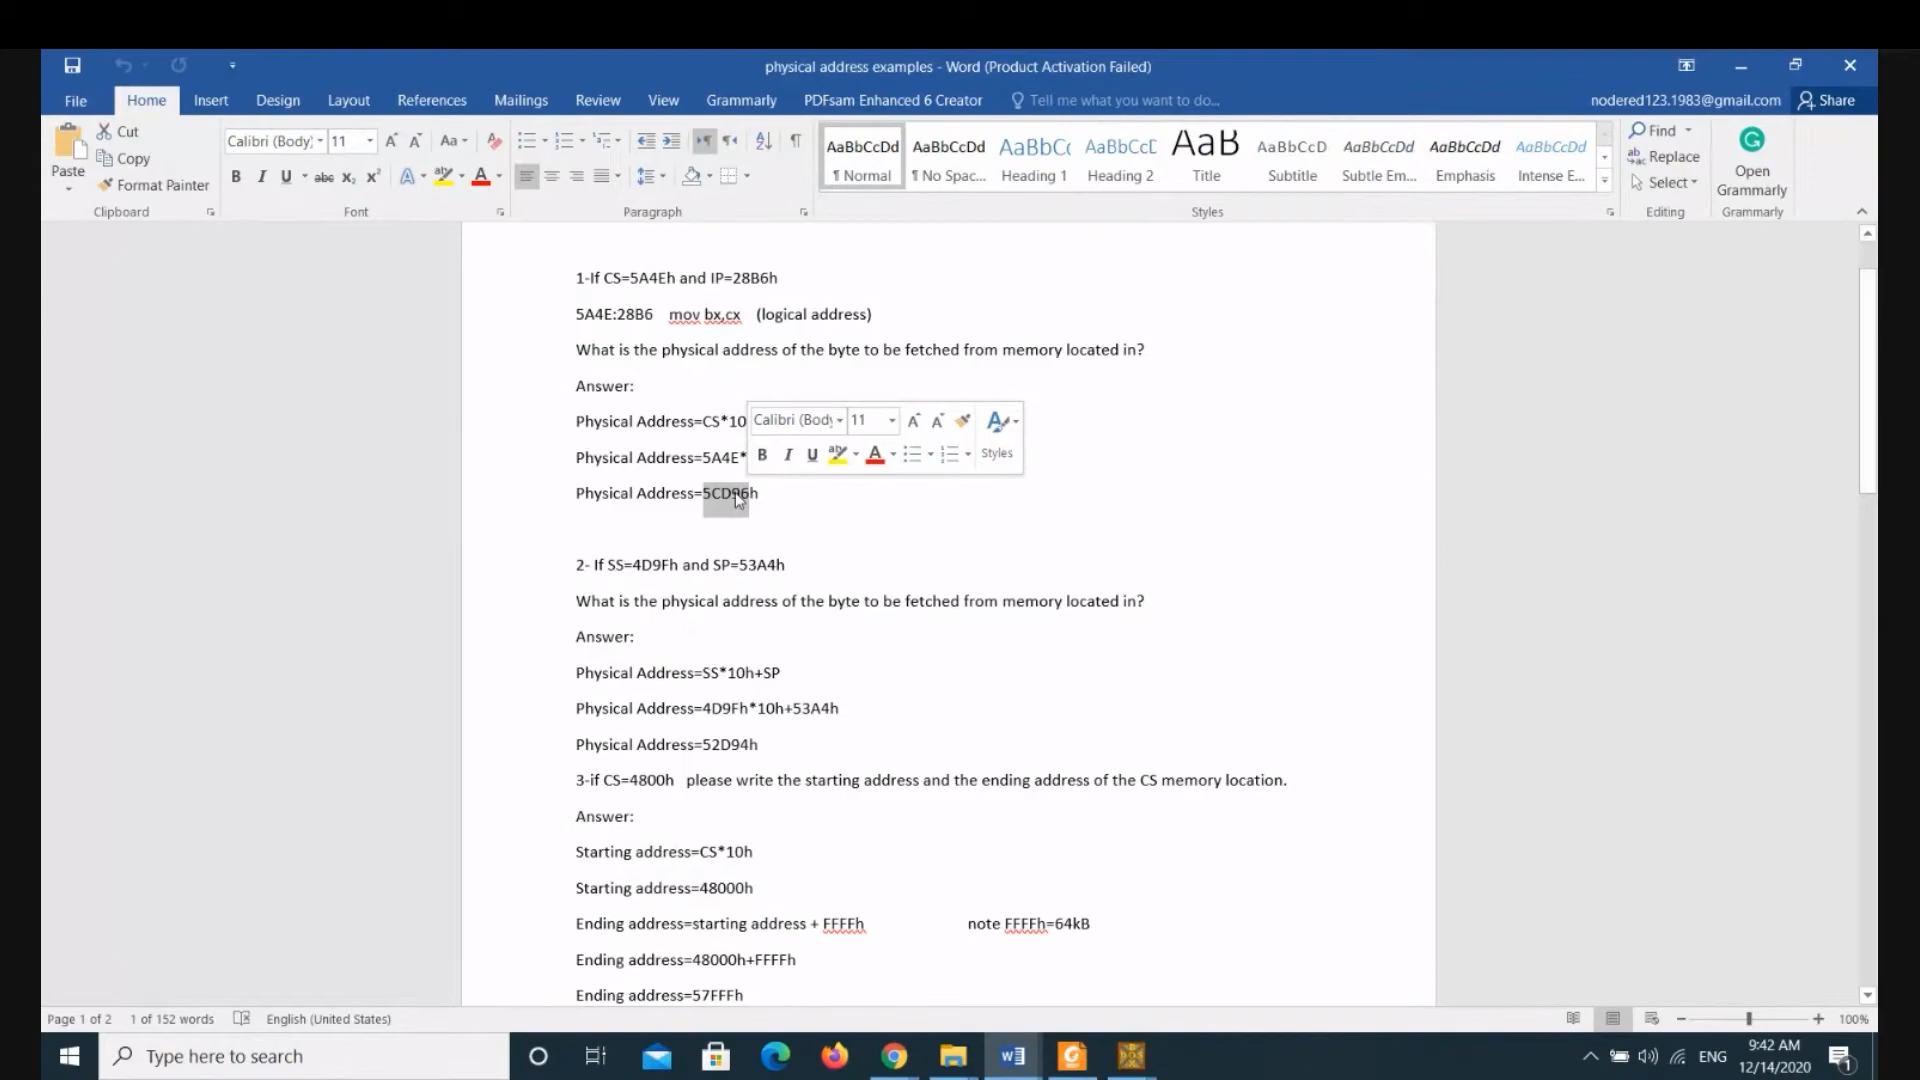 physical address examples - Word (Product Activation Failed)
File Home Insert Design Layout References Mailings Review View Grammarly PDFsam Enhanced 6 Creator Tell me what you want to do... nodered123.1983@gmail.com Share
Paste
Cut
Copy
Format Painter
Clipboard
Calibri (Body) 11
Font
Paragraph
AaBbCcDd AaBbCcDd AaBbC AaBbCcD AaB AaBbCcD AaBbCcDd AaBbCcDd AaBbCcDd
¶ Normal ¶ No Spac... Heading 1 Heading 2 Title Subtitle Subtle Em... Emphasis Intense E...
Styles
Find
Replace
Select
Editing
Open Grammarly
Grammarly
1-If CS=5A4Eh and IP=28B6h
5A4E:28B6 mov bx,cx (logical address)
What is the physical address of the byte to be fetched from memory located in?
Answer:
Physical Address=CS*10
Physical Address=5A4E*
Physical Address=5CD96h
Calibri (Body 11
B I U Styles
2- If SS=4D9Fh and SP=53A4h
What is the physical address of the byte to be fetched from memory located in?
Answer:
Physical Address=SS*10h+SP
Physical Address=4D9Fh*10h+53A4h
Physical Address=52D94h
3-if CS=4800h please write the starting address and the ending address of the CS memory location.
Answer:
Starting address=CS*10h
Starting address=48000h
Ending address=starting address + FFFFh note FFFFh=64kB
Ending address=48000h+FFFFh
Ending address=57FFFh
Page 1 of 2 1 of 152 words English (United States) 100%
Type here to search ENG 9:42 AM
12/14/2020